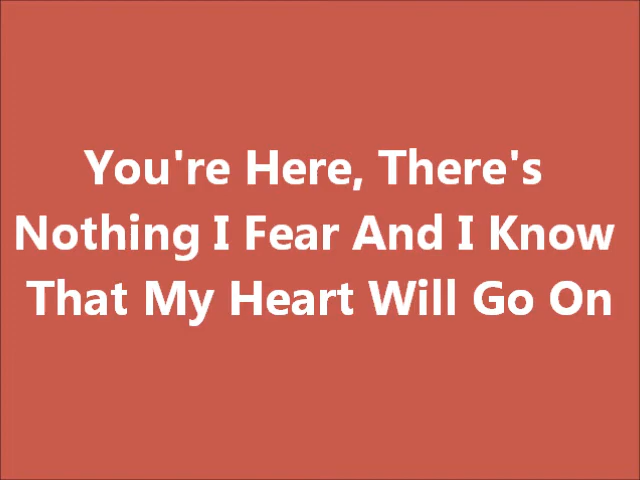 You're Here, There's
Nothing I Fear And I Know
That My Heart Will Go On